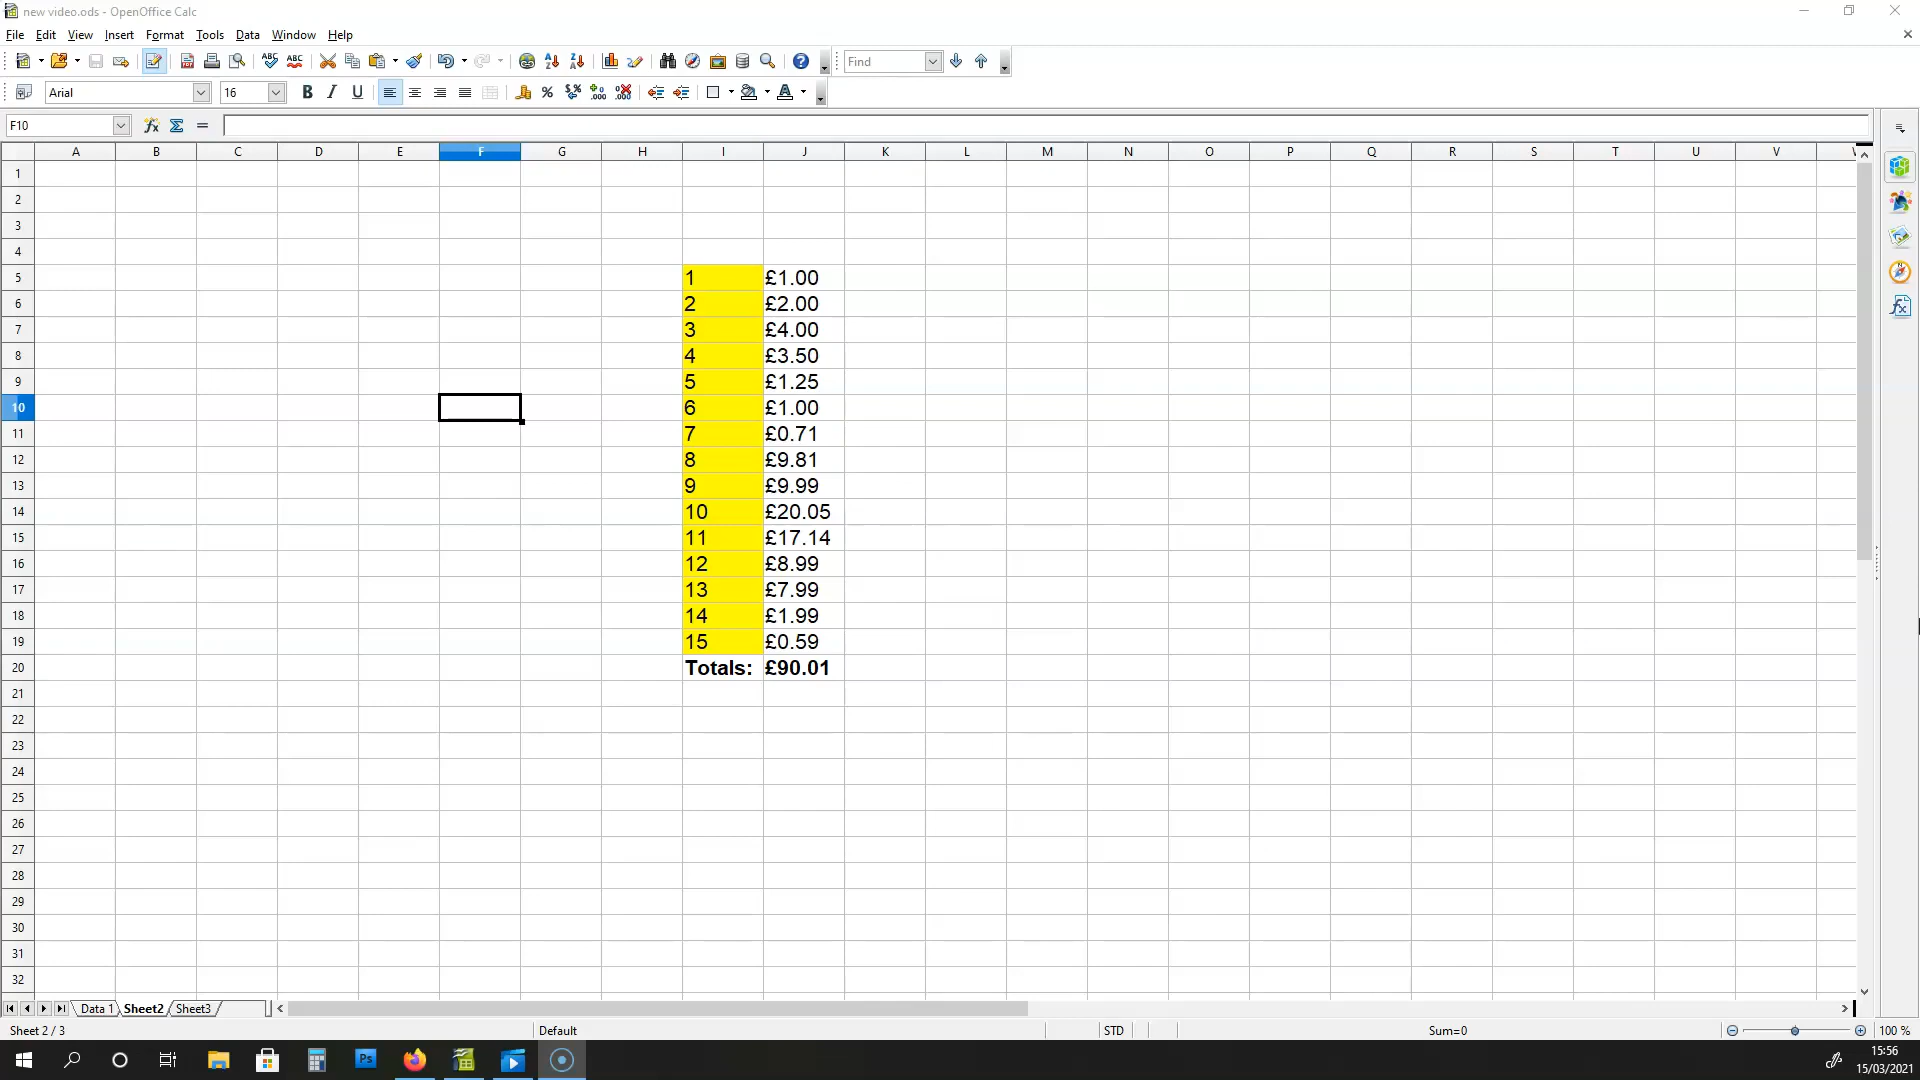 new video.ods - OpenOffice Calc
File Edit View Insert Format Tools Data Window Help
Find
Arial 16 B I U
F10
A B C D E F G H I J K L M N O P Q R S T U V
1
2
3
4
5 1 £1.00
6 2 £2.00
7 3 £4.00
8 4 £3.50
9 5 £1.25
10 6 £1.00
11 7 £0.71
12 8 £9.81
13 9 £9.99
14 10 £20.05
15 11 £17.14
16 12 £8.99
17 13 £7.99
18 14 £1.99
19 15 £0.59
20 Totals: £90.01
21
22
23
24
25
26
27
28
29
30
31
32
Data 1 Sheet2 Sheet3
Sheet 2 / 3 Default STD Sum=0 100 %
Ps
15:56
15/03/2021